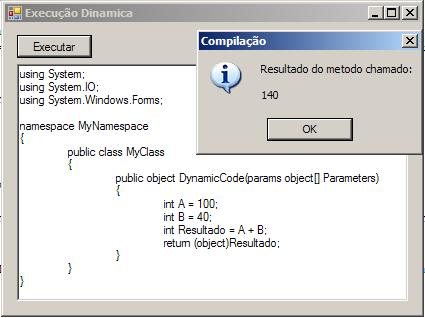 Execução Dinamica
Executar
using System;
using System.IO;
using System.Windows.Forms;
namespace MyNamespace
{
public class MyClass
{
public object DynamicCode(params object[] Parameters)
{
int A = 100;
int B = 40;
int Resultado = A + B;
return (object)Resultado;
}
}
}
Compilação
Resultado do metodo chamado:
140
OK